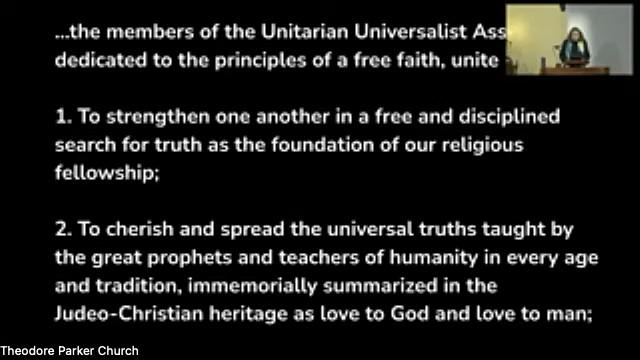 ...the members of the Unitarian Universalist Ass
dedicated to the principles of a free faith, unite
1. To strengthen one another in a free and disciplined
search for truth as the foundation of our religious
fellowship;
2. To cherish and spread the universal truths taught by
the great prophets and teachers of humanity in every age
and tradition, immemorially summarized in the
Judeo-Christian heritage as love to God and love to man;
Theodore Parker Church